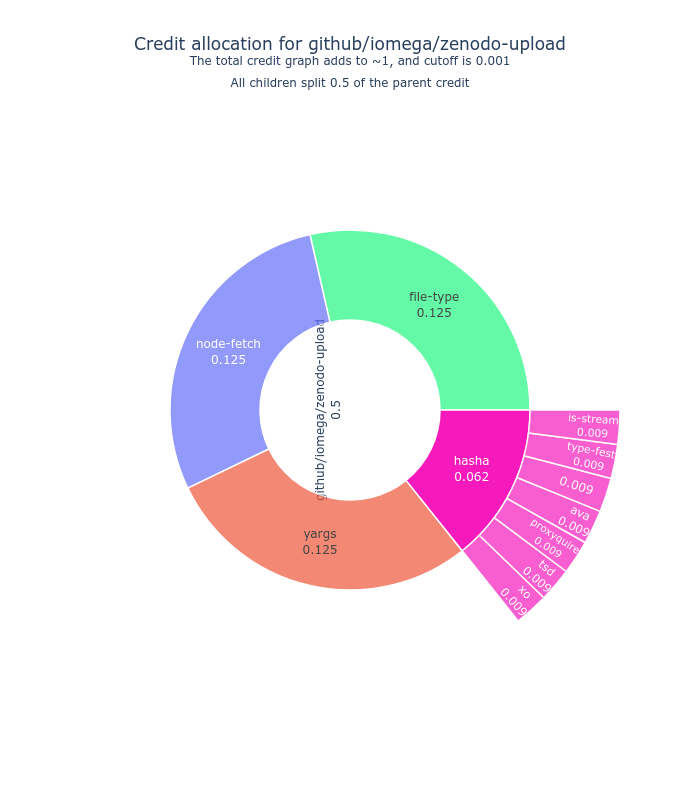 Credit allocation for github/iomega/zenodo-upload
The total credit graph adds to ~1, and cutoff is 0.001
All children split 0.5 of the parent credit
file-type
0.125
node-fetch
0.125
github/iomega/zenodo-upload
0.5
yargs
0.125
hasha
0.062
is-stream
0.009
type-fest
0.009
0.009
ava
0.009
proxyquire
0.009
tsd
0.009
xo
0.009